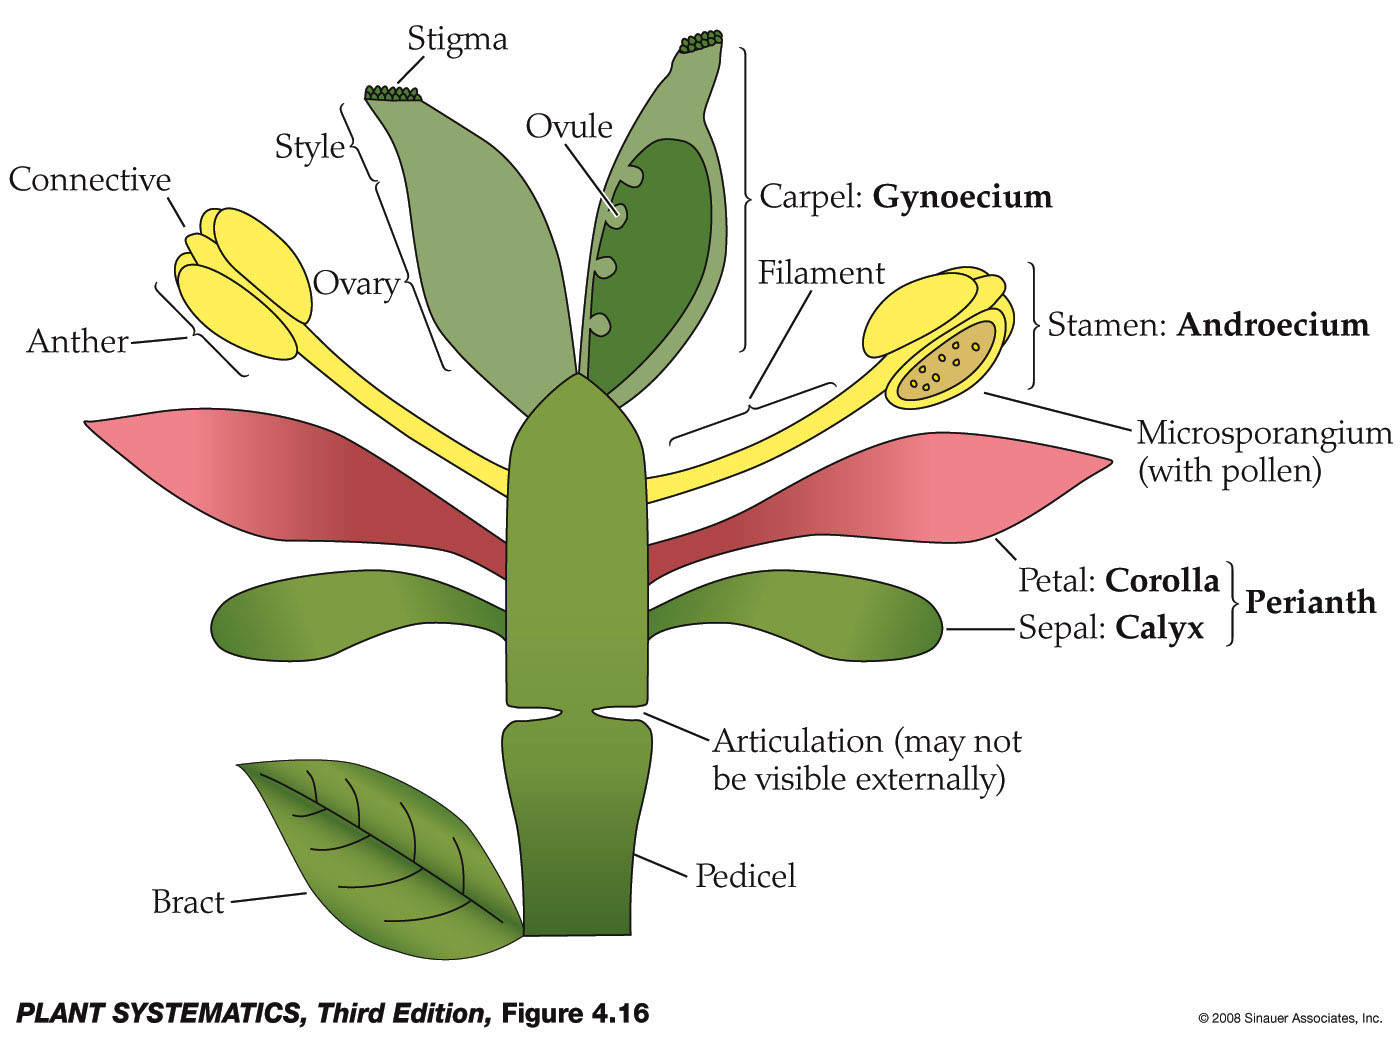 Stigma
Style
Ovule
Connective
Carpel: Gynoecium
Filament
Ovary
Anther
Stamen: Androecium
Microsporangium
(with pollen)
Petal: Corolla
Sepal: Calyx
Perianth
Articulation (may not
be visible externally)
Pedicel
Bract
PLANT SYSTEMATICS, Third Edition, Figure 4.16
© 2008 Sinauer Associates, Inc.